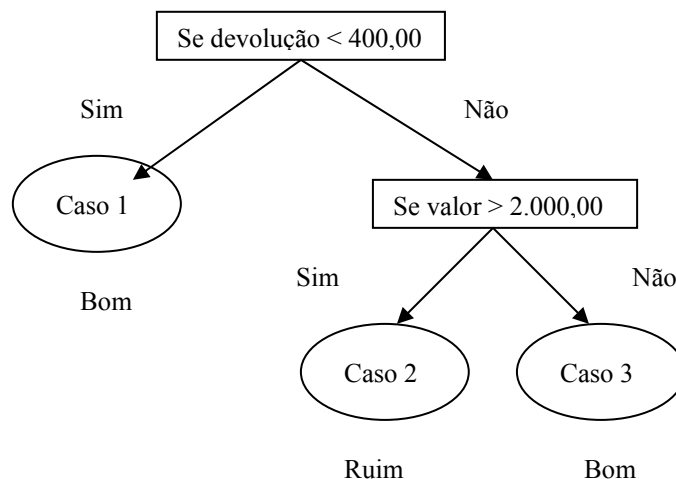 Se devolução < 400,00
Sim
Não
Caso 1
Se valor > 2.000,00
Bom
Sim
Não
Caso 2
Caso 3
Ruim
Bom